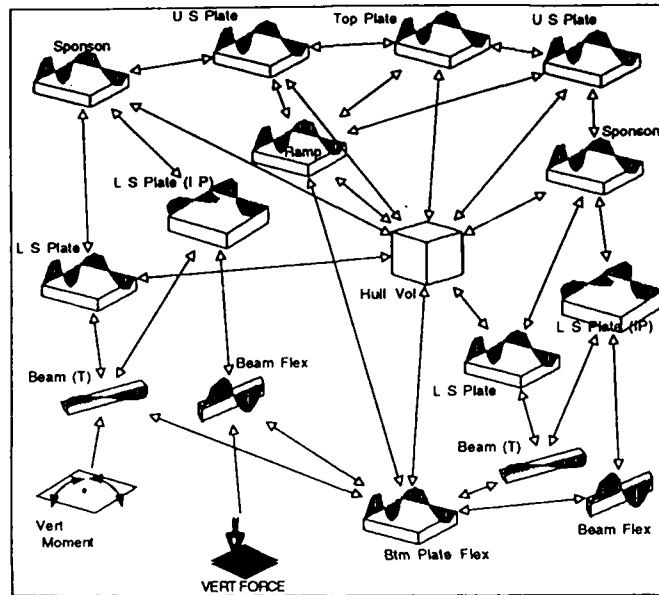 U S Plate
Top Plate
U S Plate
Sponson
Sponson
Ramp
L S Plate (I P)
L S Plate
Hull Vol
L S Plate (IP)
L S Plate
Beam (T)
Beam Flex
Beam (T)
Vert
Moment
Btm Plate Flex
Beam Flex
VERT FORCE